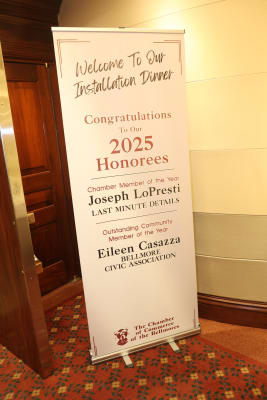 Welcome To Our
Installation Dinner
Congratulations
To Our
2025
Honorees
Chamber Member of the Year
Joseph LoPresti
LAST MINUTE DETAILS
Outstanding Community
Member of the Year
Eileen Casazza
BELLMORE
CIVIC ASSOCIATION
The Chamber
of Commerce
of the Bellmores